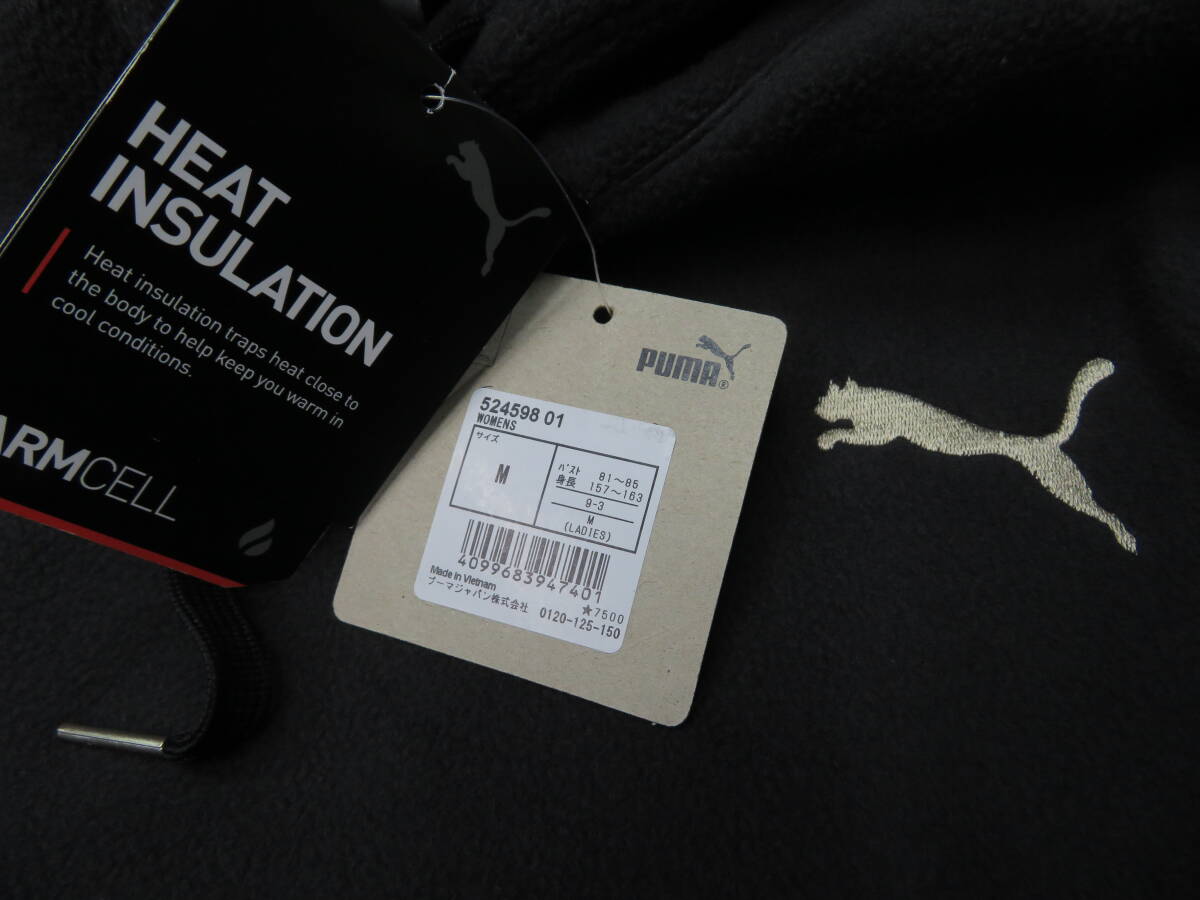 HEAT
INSULATION
Heat insulation traps heat close to
the body to help keep you warm in
cool conditions.
ARMCELL
PUMA®
524598 01
WOMENS
サイズ
M
バスト 81～85
身長 157～163
9-3
M
(LADIES)
4099683947401
Made in Vietnam
★7500
プーマジャパン株式会社 0120-125-150